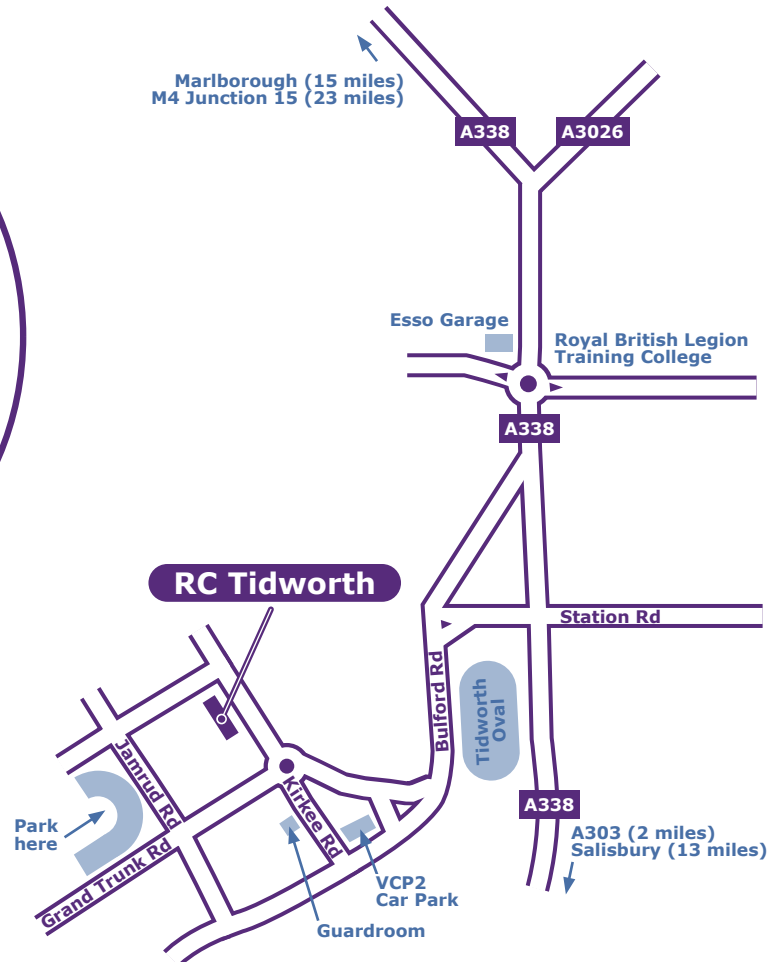 Marlborough (15 miles)
M4 Junction 15 (23 miles)
A338
A3026
Esso Garage
Royal British Legion
Training College
A338
RC Tidworth
Station Rd
Bulford Rd
Tidworth
Oval
Jamrud Rd
Kirkee Rd
A338
Park
here
A303 (2 miles)
Salisbury (13 miles)
Grand Trunk Rd
VCP2
Car Park
Guardroom